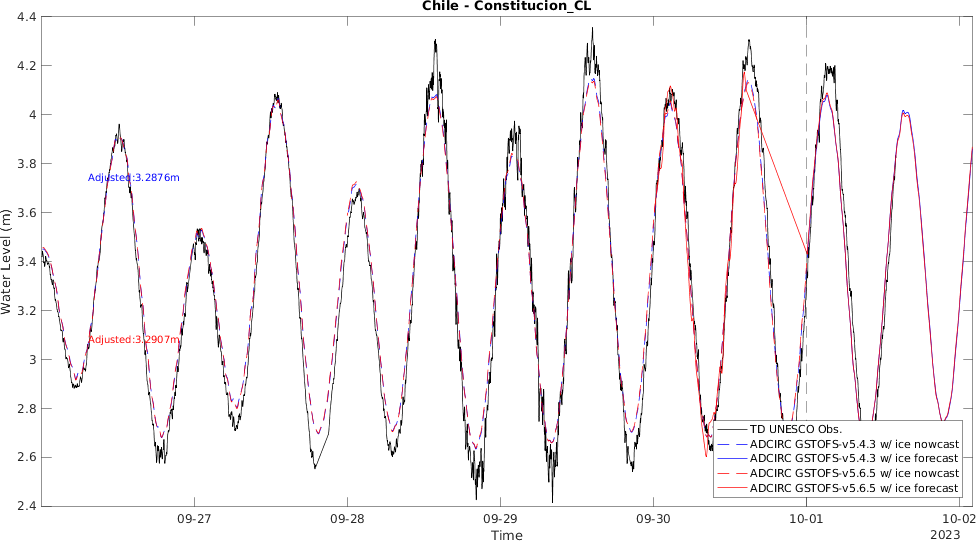 Chile - Constitucion_CL
4.4
4.2
4
3.8
3.6
3.4
3.2
3
2.8
2.6
2.4
Water Level (m)
Adjusted:3.2876m
Adjusted:3.2907m
TD UNESCO Obs.
ADCIRC GSTOFS-v5.4.3 w/ ice nowcast
ADCIRC GSTOFS-v5.4.3 w/ ice forecast
ADCIRC GSTOFS-v5.6.5 w/ ice nowcast
ADCIRC GSTOFS-v5.6.5 w/ ice forecast
09-27
09-28
09-29
09-30
10-01
10-02
Time
2023